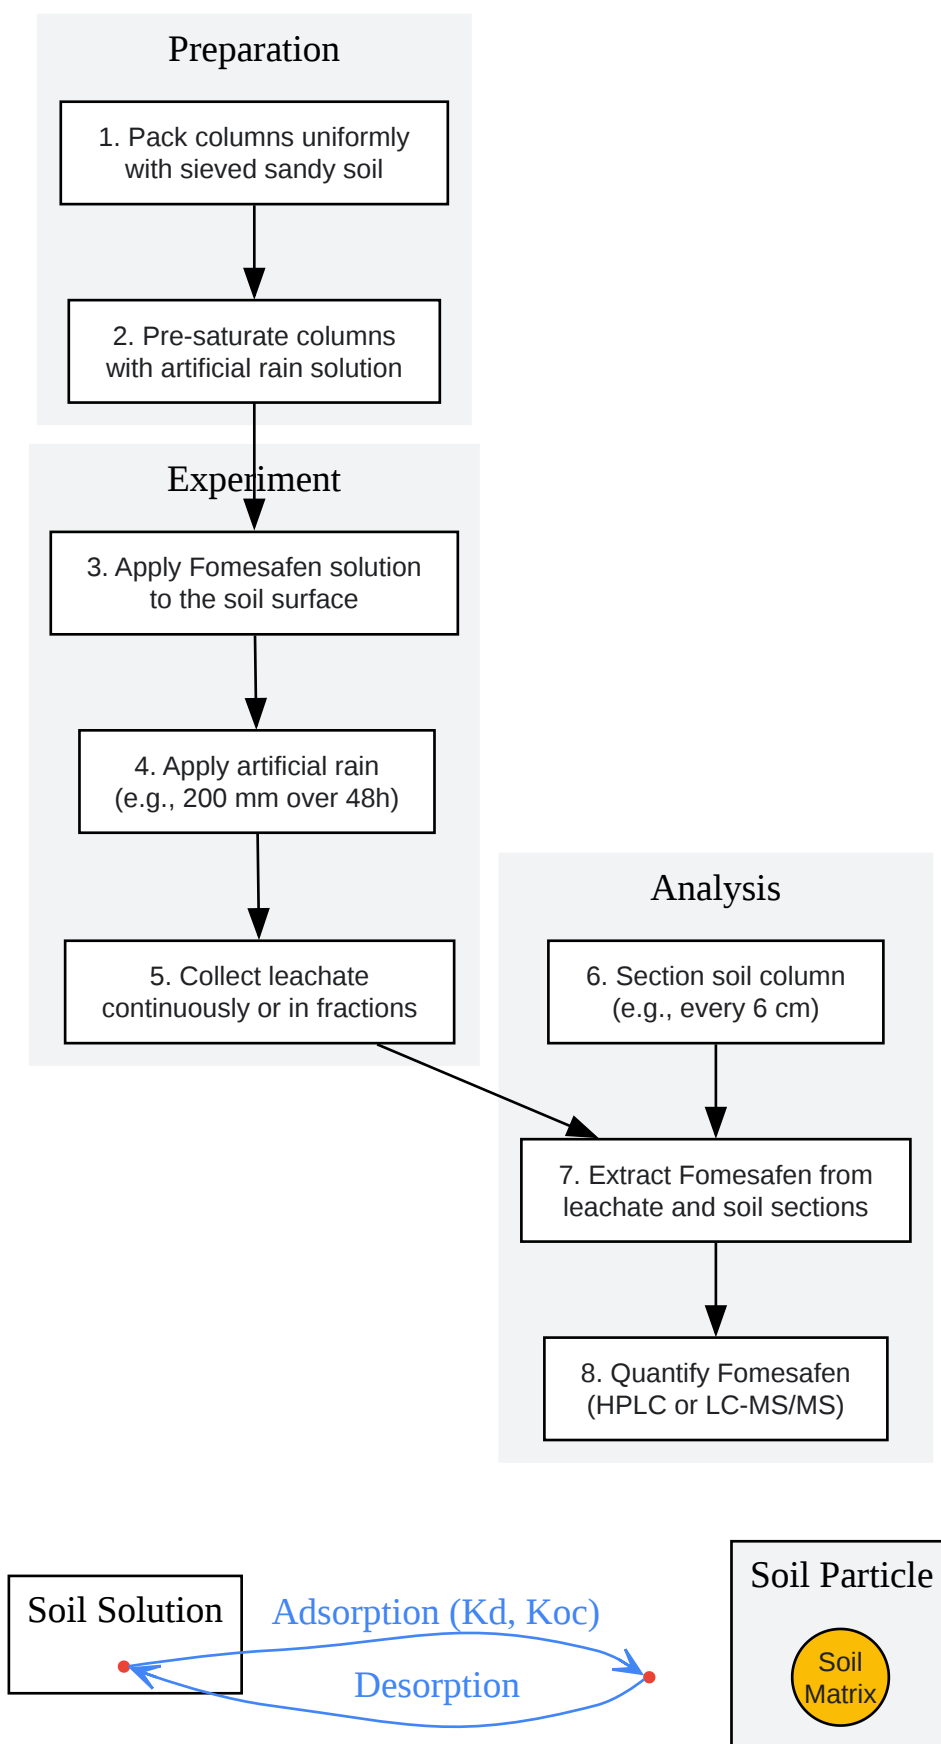 Preparation
1. Pack columns uniformly
with sieved sandy soil
2. Pre-saturate columns
with artificial rain solution
Experiment
3. Apply Fomesafen solution
to the soil surface
4. Apply artificial rain
(e.g., 200 mm over 48h)
5. Collect leachate
continuously or in fractions
Analysis
6. Section soil column
(e.g., every 6 cm)
7. Extract Fomesafen from
leachate and soil sections
8. Quantify Fomesafen
(HPLC or LC-MS/MS)
Soil Solution
Adsorption (Kd, Koc)
Desorption
Soil Particle
Soil
Matrix